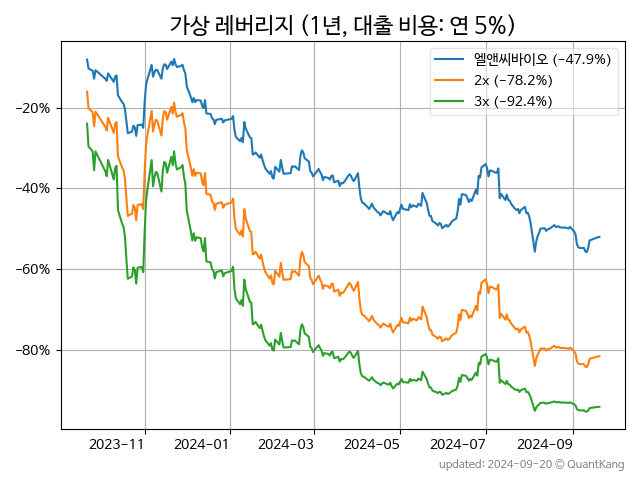 가상 레버리지 (1년, 대출 비용: 연 5%)
엘앤씨바이오 (−47.9%)
2x (−78.2%)
3x (−92.4%)
−20%
−40%
−60%
−80%
2023−11 2024−01 2024−03 2024−05 2024−07 2024−09
updated: 2024-09-20 © QuantKang